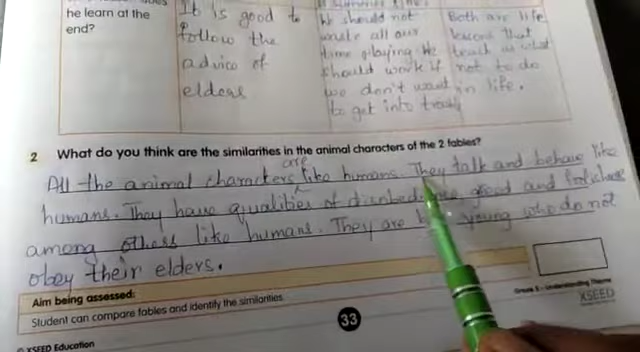 he learn at the
end?
It is good to
follow the
advice of
elders
We should not
waste all our
time playing. We
should work if
we don't want
to get into
Both are life
lessons that
teach us what
not to do
in life.
2 What do you think are the similarities in the animal characters of the 2 fables?
are
All the animal characters like humans. They talk and behave like
humans. They have qualities of good and
among others like humans. They are young who do not
obey their elders.
Aim being assessed:
Student can compare fables and identify the similarities
Grade 5 - Understanding Theme
XSEED
33
© XSEED Education